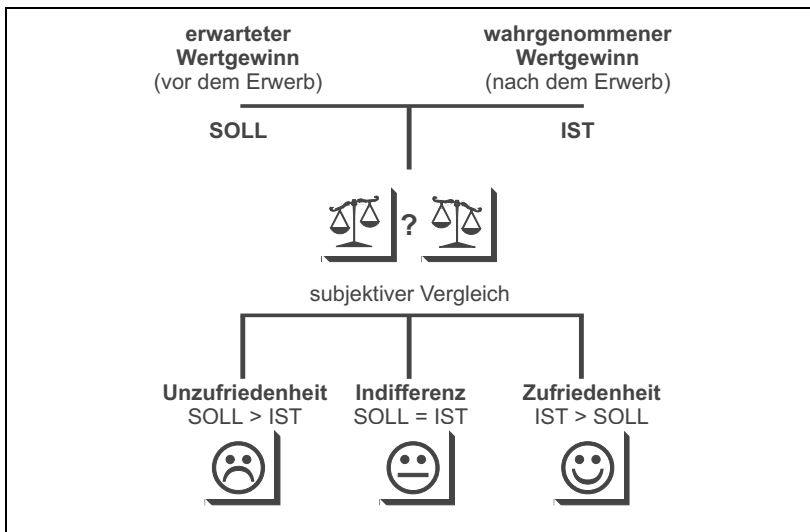 erwarteter
Wertgewinn
(vor dem Erwerb)
wahrgenommener
Wertgewinn
(nach dem Erwerb)
SOLL
IST
?
subjektiver Vergleich
Unzufriedenheit
SOLL > IST
Indifferenz
SOLL = IST
Zufriedenheit
IST > SOLL